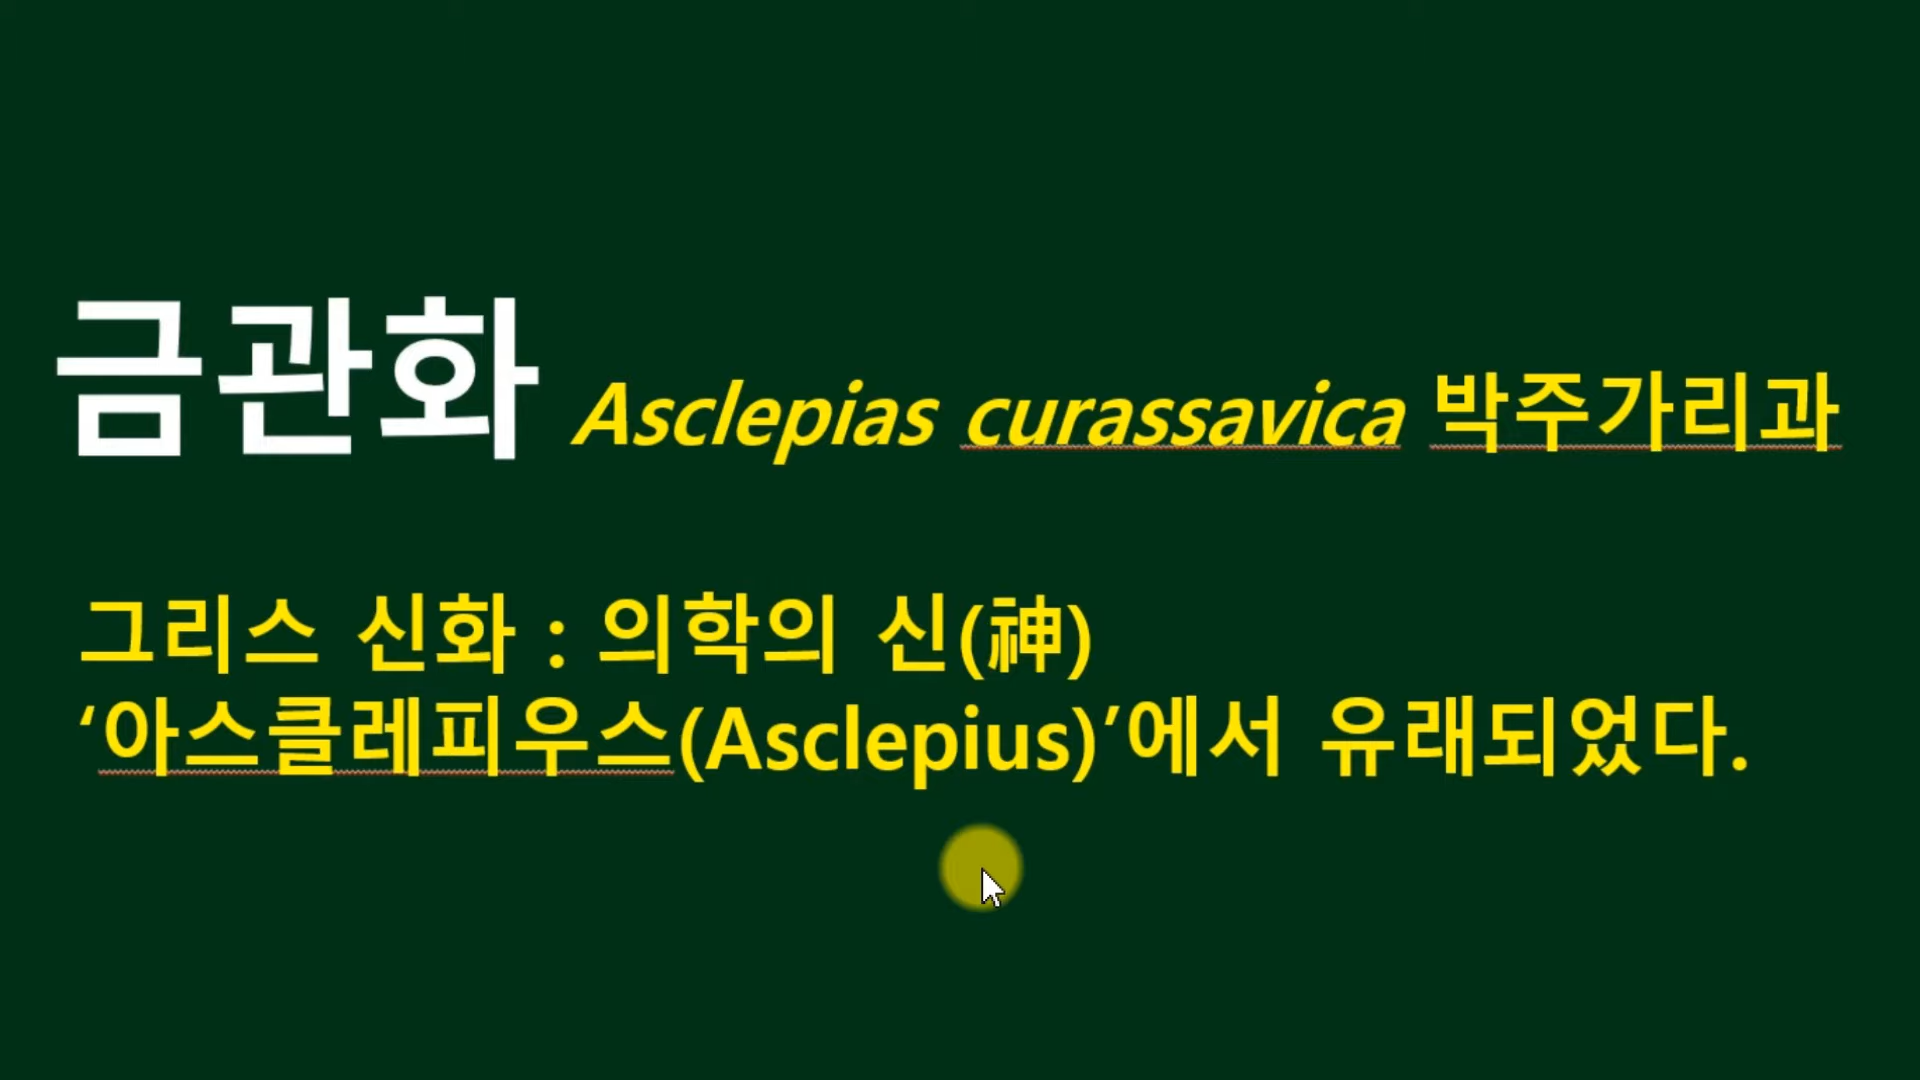 금관화 Asclepias curassavica 박주가리과
그리스 신화 : 의학의 신(神)
‘아스클레피우스(Asclepius)’에서 유래되었다.